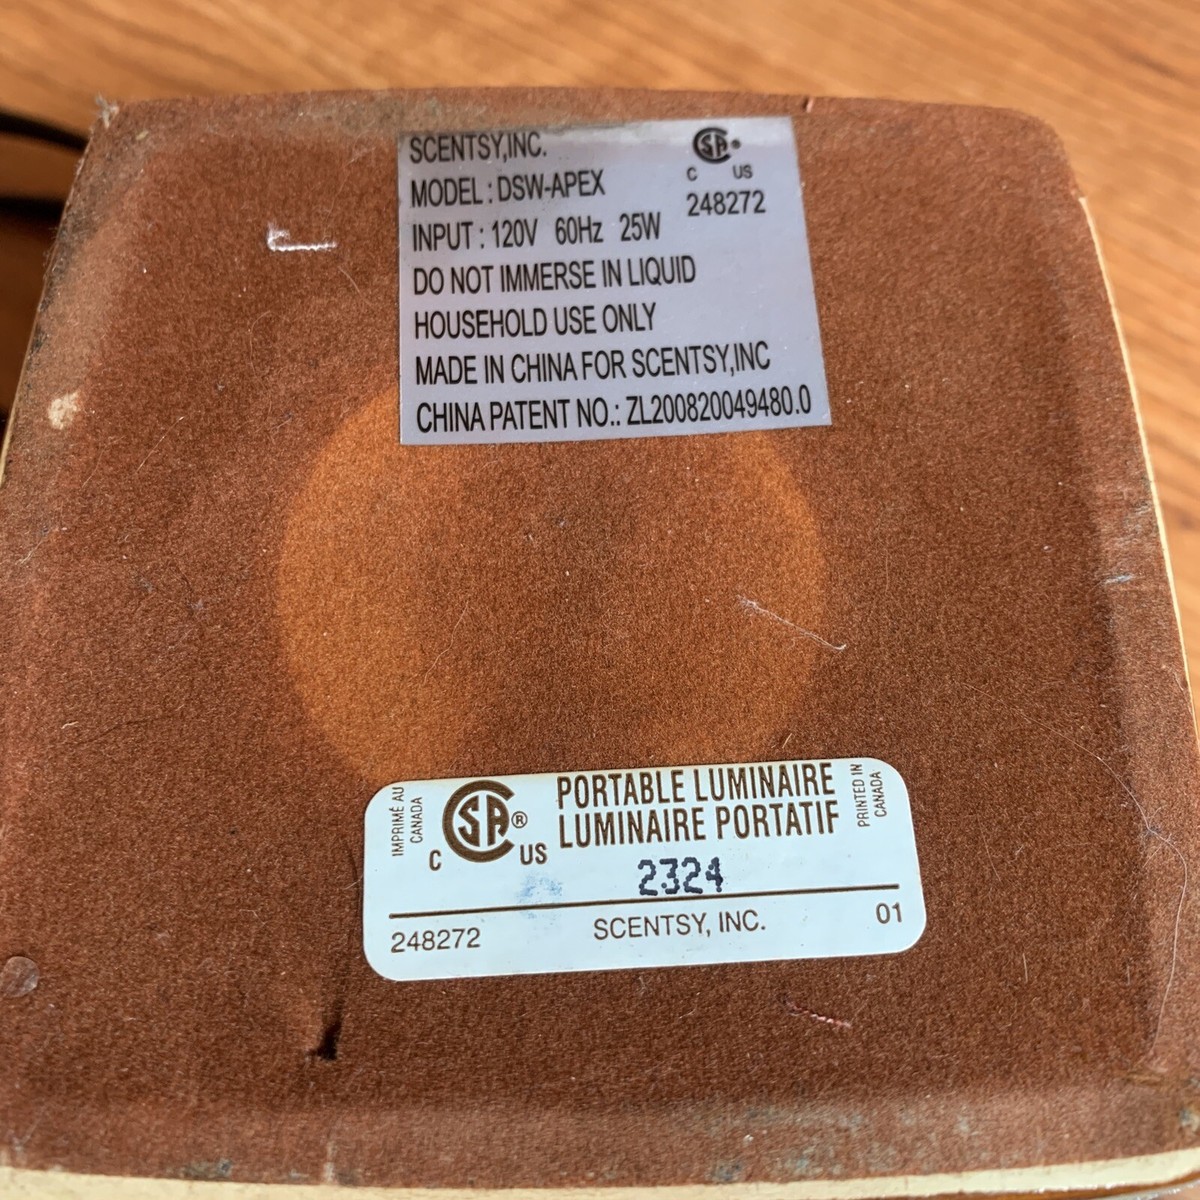 SCENTSY,INC.
MODEL : DSW-APEX
INPUT : 120V 60Hz 25W
DO NOT IMMERSE IN LIQUID
HOUSEHOLD USE ONLY
MADE IN CHINA FOR SCENTSY,INC
CHINA PATENT NO.: ZL200820049480.0
SA®
C US
248272
IMPRIMÉ AU
CANADA
SA®
C US
PORTABLE LUMINAIRE
LUMINAIRE PORTATIF
PRINTED IN
CANADA
2324
248272 SCENTSY, INC. 01